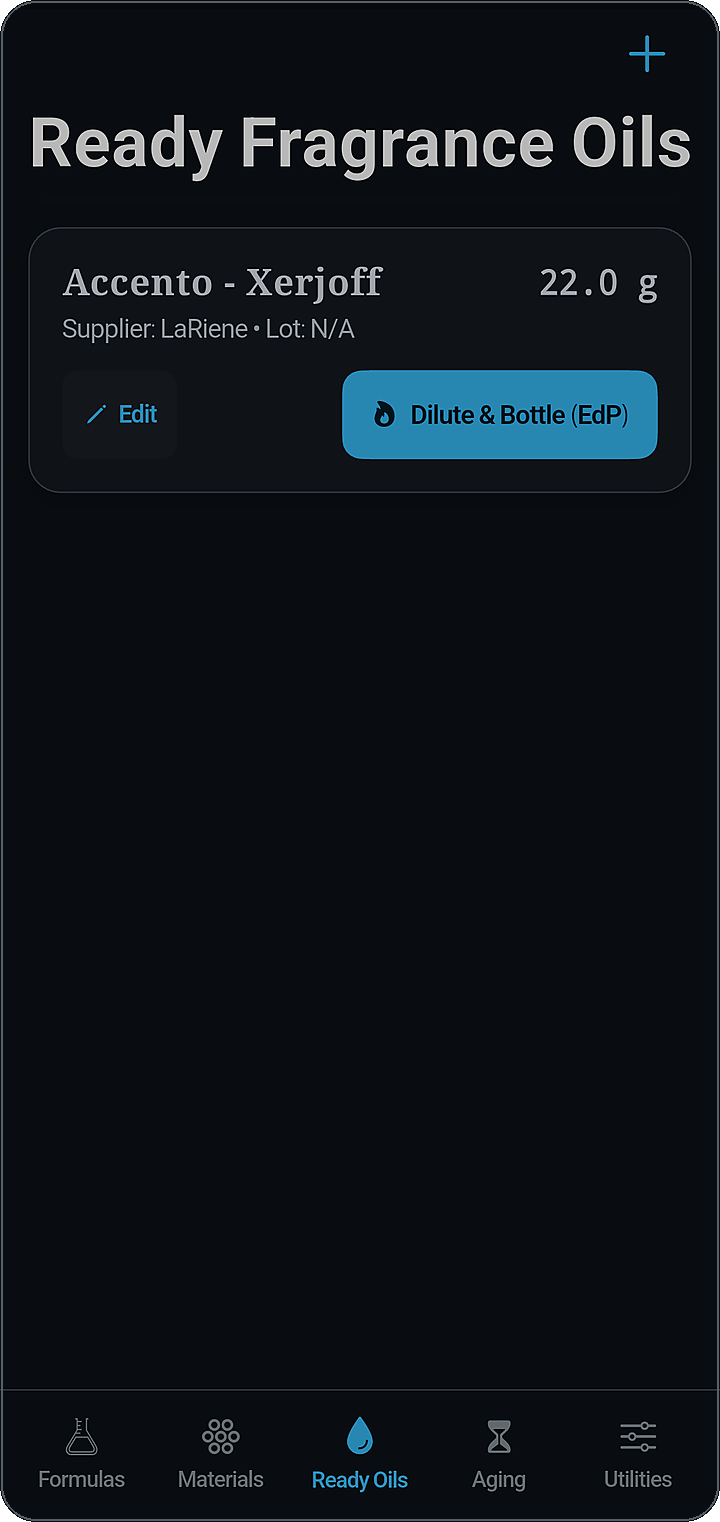 Ready Fragrance Oils
Accento - Xerjoff 22.0 g
Supplier: LaRiene • Lot: N/A
Edit Dilute & Bottle (EdP)
Formulas Materials Ready Oils Aging Utilities